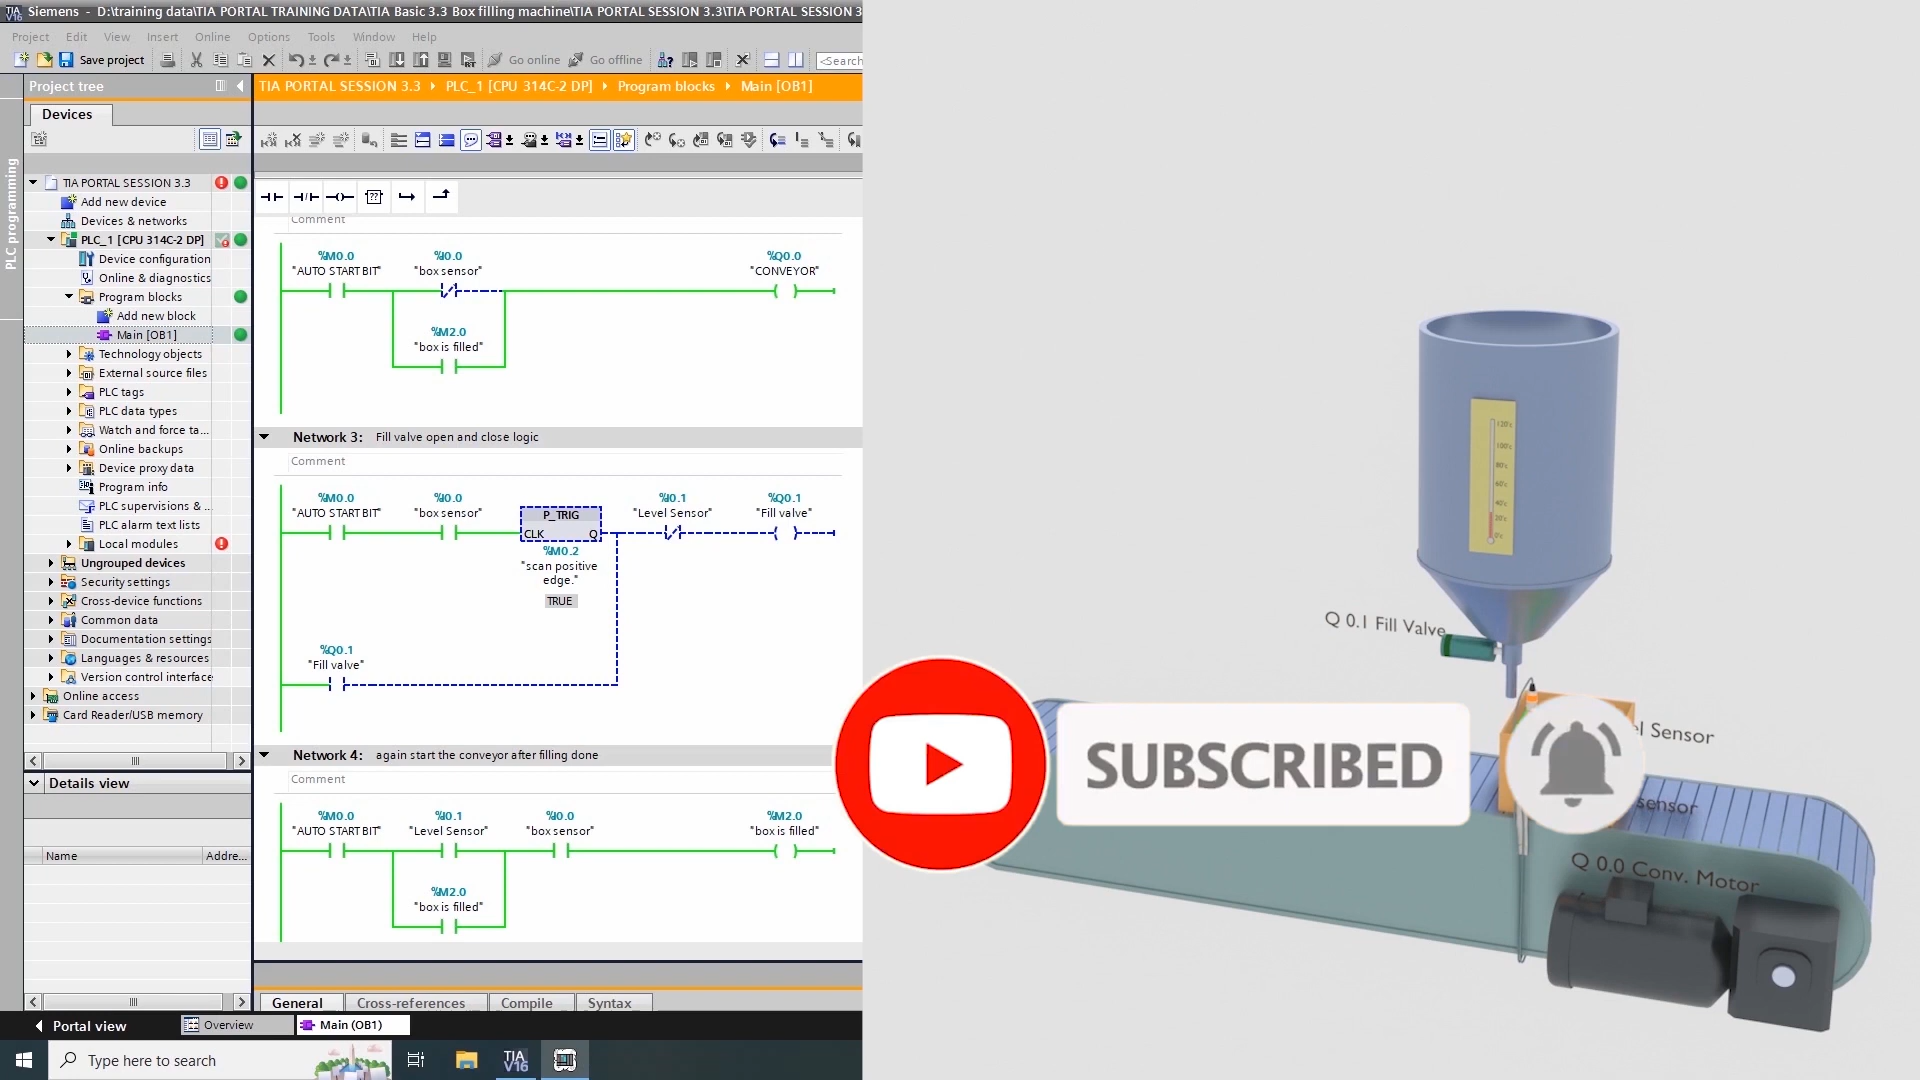 Siemens - D:\training data\TIA PORTAL TRAINING DATA\TIA Basic 3.3 Box filling machine\TIA PORTAL SESSION 3.3\TIA PORTAL SESSION 3
Project Edit View Insert Online Options Tools Window Help
Save project Go online Go offline <Search
Project tree
TIA PORTAL SESSION 3.3 PLC_1 [CPU 314C-2 DP] Program blocks Main [OB1]
Devices
PLC programming
TIA PORTAL SESSION 3.3
Add new device
Devices & networks
PLC_1 [CPU 314C-2 DP]
Device configuration
Online & diagnostics
Program blocks
Add new block
Main [OB1]
Technology objects
External source files
PLC tags
PLC data types
Watch and force ta...
Online backups
Device proxy data
Program info
PLC supervisions & ...
PLC alarm text lists
Local modules
Ungrouped devices
Security settings
Cross-device functions
Common data
Documentation settings
Languages & resources
Version control interface
Online access
Card Reader/USB memory
Details view
Name Addre...
Comment
%M0.0 %I0.0 %Q0.0
"AUTO START BIT" "box sensor" "CONVEYOR"
%M2.0
"box is filled"
Network 3: Fill valve open and close logic
Comment
%M0.0 %I0.0 %I0.1 %Q0.1
"AUTO START BIT" "box sensor" P_TRIG "Level Sensor" "Fill valve"
CLK Q
%M0.2
"scan positive
edge."
TRUE
%Q0.1
"Fill valve"
Network 4: again start the conveyor after filling done
Comment
%M0.0 %I0.1 %I0.0 %M2.0
"AUTO START BIT" "Level Sensor" "box sensor" "box is filled"
%M2.0
"box is filled"
General Cross-references Compile Syntax
Portal view Overview Main (OB1)
Type here to search
TIA V16
120°c
100°c
80°c
60°c
40°c
20°c
0°c
Q 0.1 Fill Valve
Sensor
sensor
SUBSCRIBED
Q 0.0 Conv. Motor